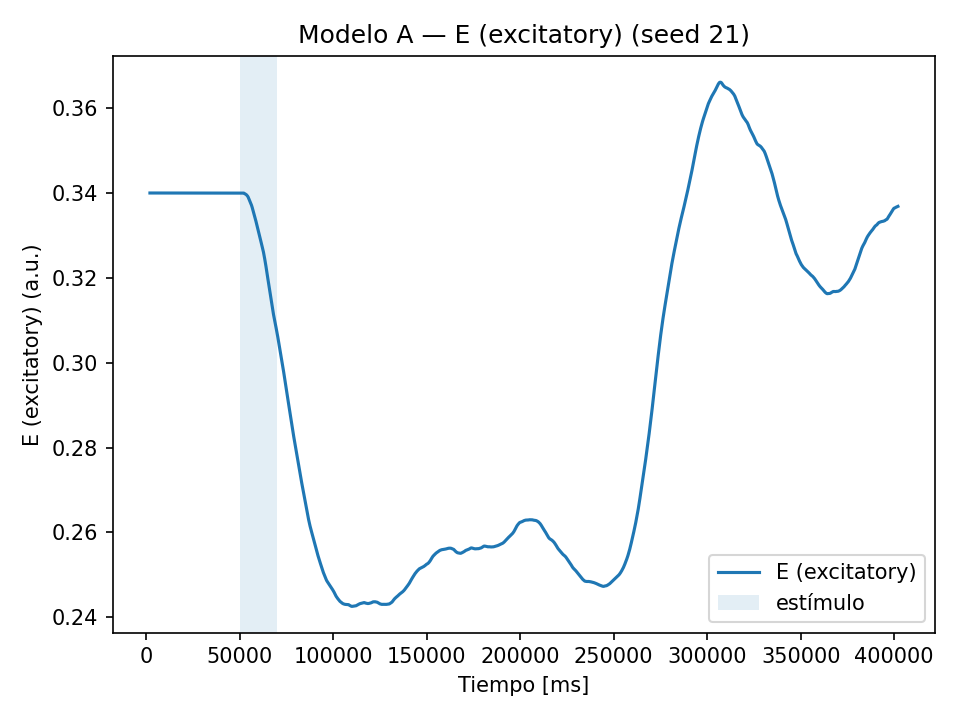 Modelo A — E (excitatory) (seed 21)
E (excitatory) (a.u.)
0.36
0.34
0.32
0.30
0.28
0.26
0.24
E (excitatory)
estímulo
0 50000 100000 150000 200000 250000 300000 350000 400000
Tiempo [ms]